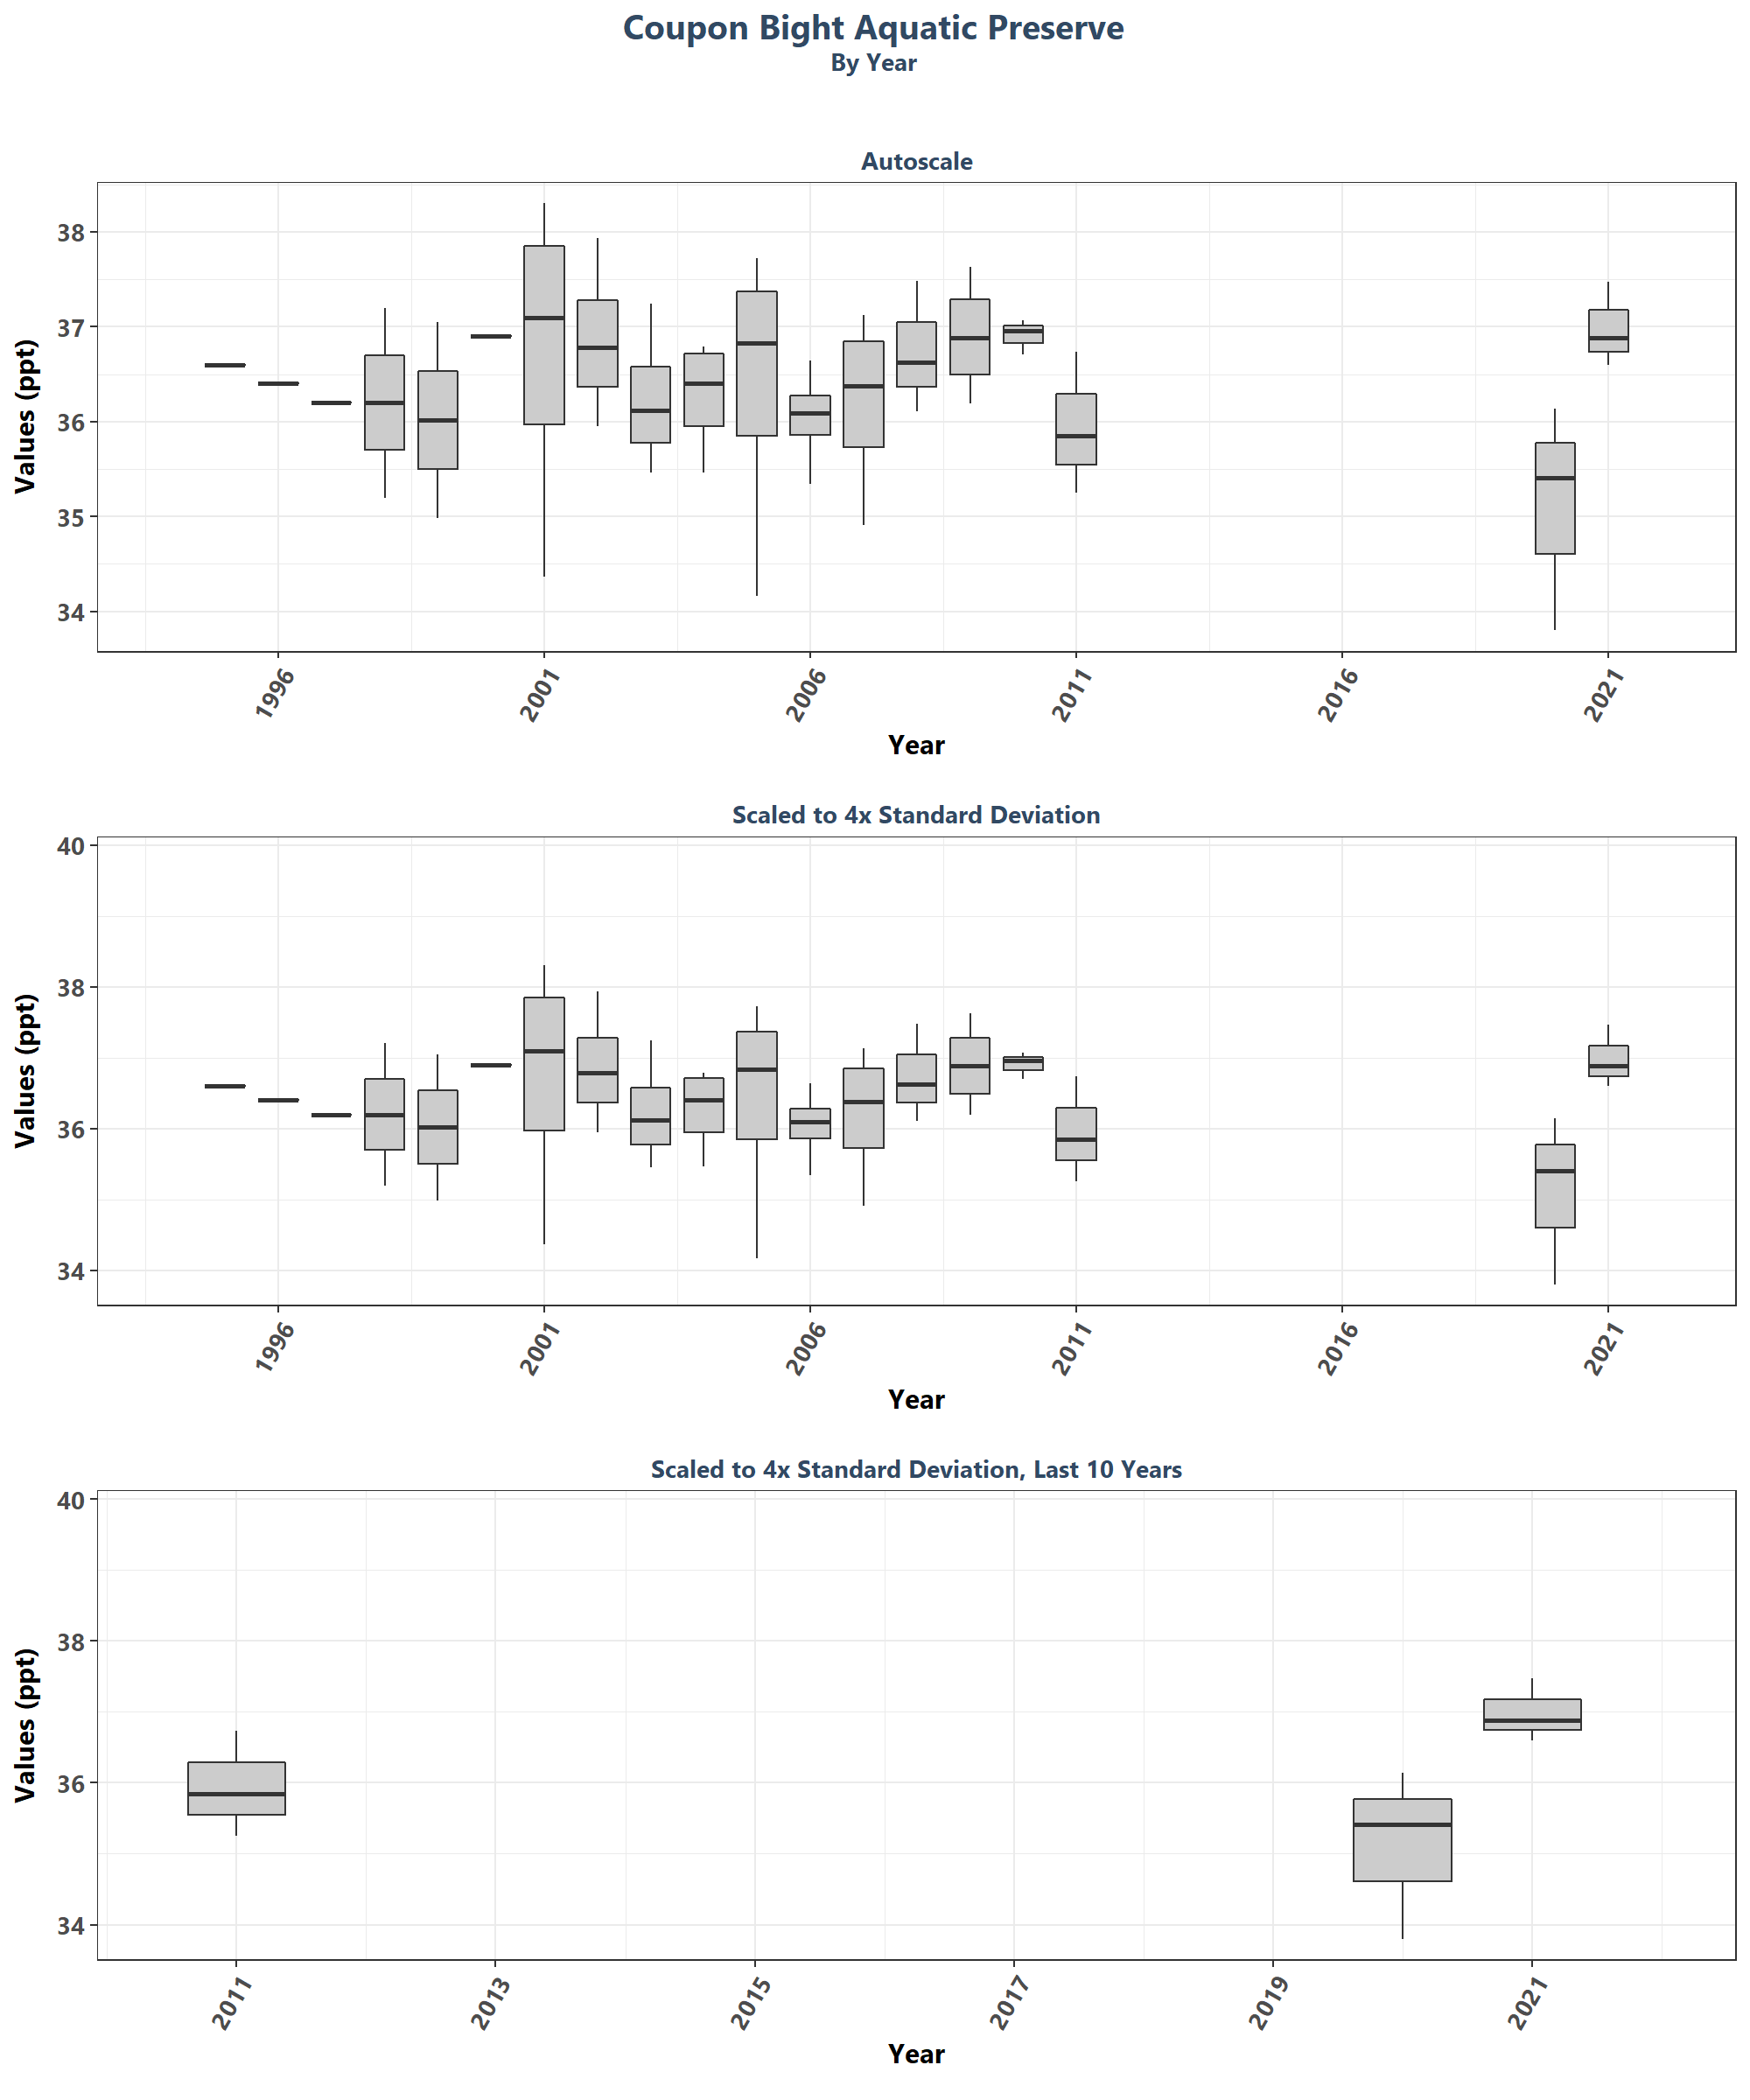 Coupon Bight Aquatic Preserve
By Year
Autoscale
Values (ppt)
38
37
36
35
34
1996
2001
2006
2011
2016
2021
Year
Scaled to 4x Standard Deviation
Values (ppt)
40
38
36
34
1996
2001
2006
2011
2016
2021
Year
Scaled to 4x Standard Deviation, Last 10 Years
Values (ppt)
40
38
36
34
2011
2013
2015
2017
2019
2021
Year